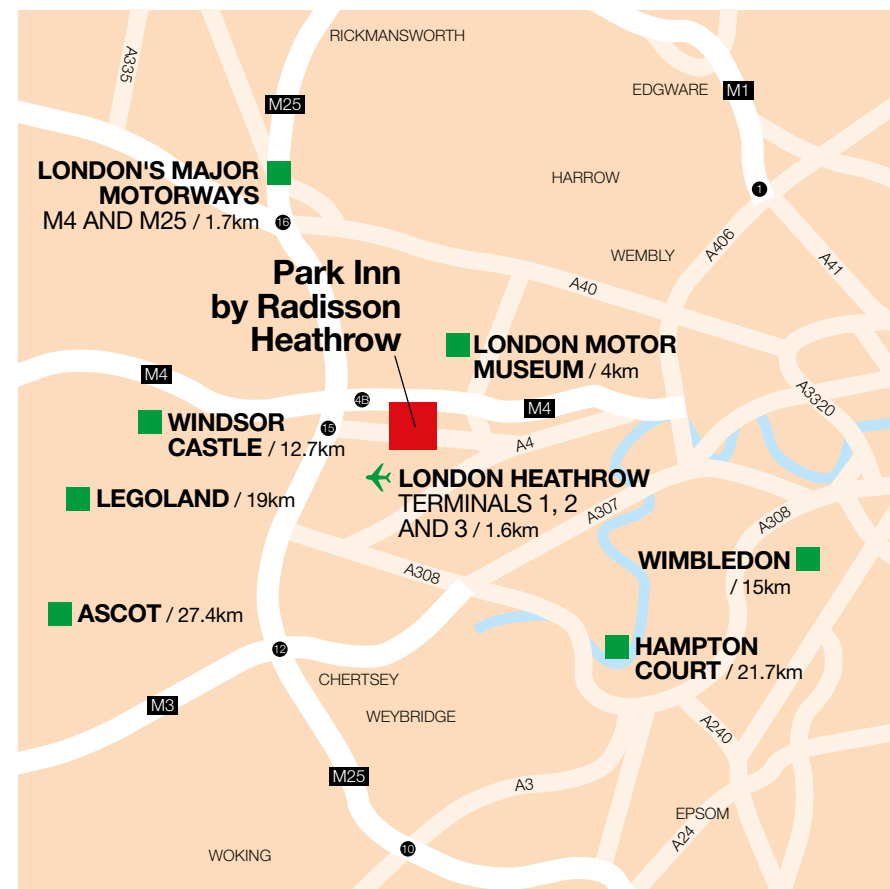 RICKMANSWORTH
A335
EDGWARE
M1
M25
LONDON'S MAJOR
MOTORWAYS
M4 AND M25 / 1.7km
16
HARROW
1
WEMBLY
A406
A41
A40
Park Inn
by Radisson
Heathrow
LONDON MOTOR
MUSEUM / 4km
M4
4B
M4
A3320
WINDSOR
CASTLE / 12.7km
15
A4
LEGOLAND / 19km
LONDON HEATHROW
TERMINALS 1, 2
AND 3 / 1.6km
A307
A308
A308
WIMBLEDON
/ 15km
ASCOT / 27.4km
12
HAMPTON
COURT / 21.7km
CHERTSEY
M3
WEYBRIDGE
A240
M25
A3
EPSOM
A24
10
WOKING